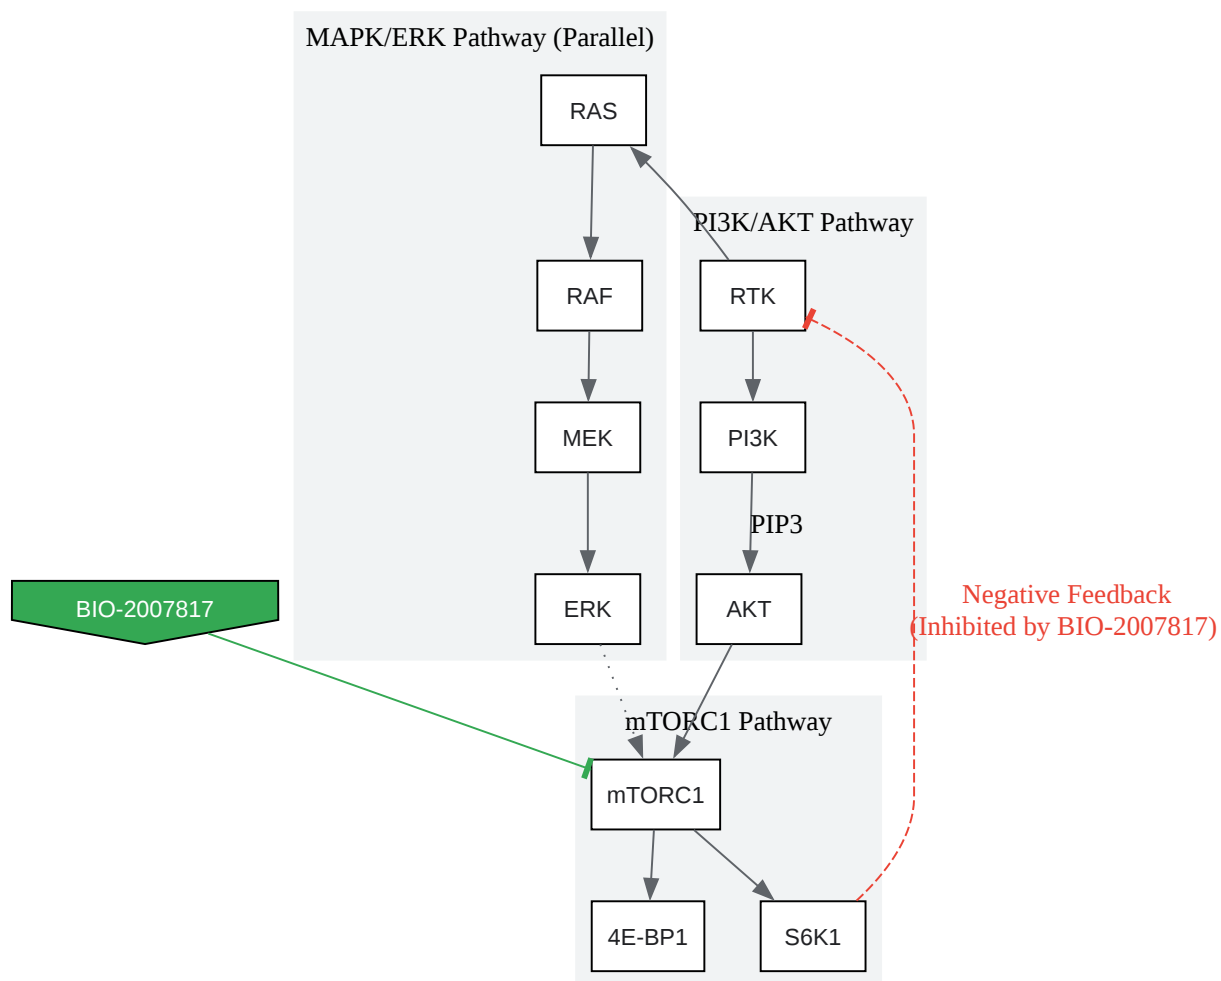 MAPK/ERK Pathway (Parallel)
RAS
PI3K/AKT Pathway
RAF
RTK
MEK
PI3K
PIP3
BIO-2007817
ERK
AKT
Negative Feedback
(Inhibited by BIO-2007817)
mTORC1 Pathway
mTORC1
4E-BP1
S6K1